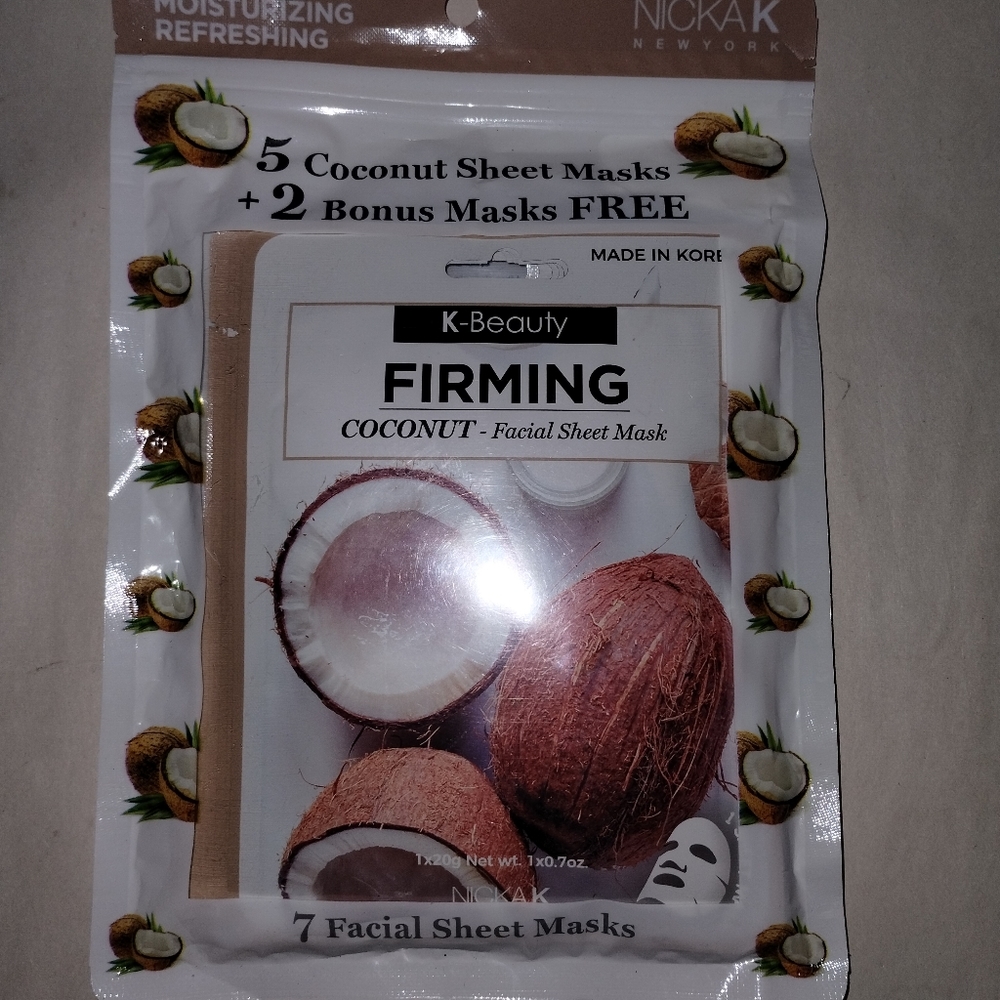 MOISTURIZING
REFRESHING
NICKA K
NEW YORK
5 Coconut Sheet Masks
+ 2 Bonus Masks FREE
MADE IN KORE
K-Beauty
FIRMING
COCONUT - Facial Sheet Mask
1x20g Net wt. 1x0.7oz.
NICKA K
7 Facial Sheet Masks